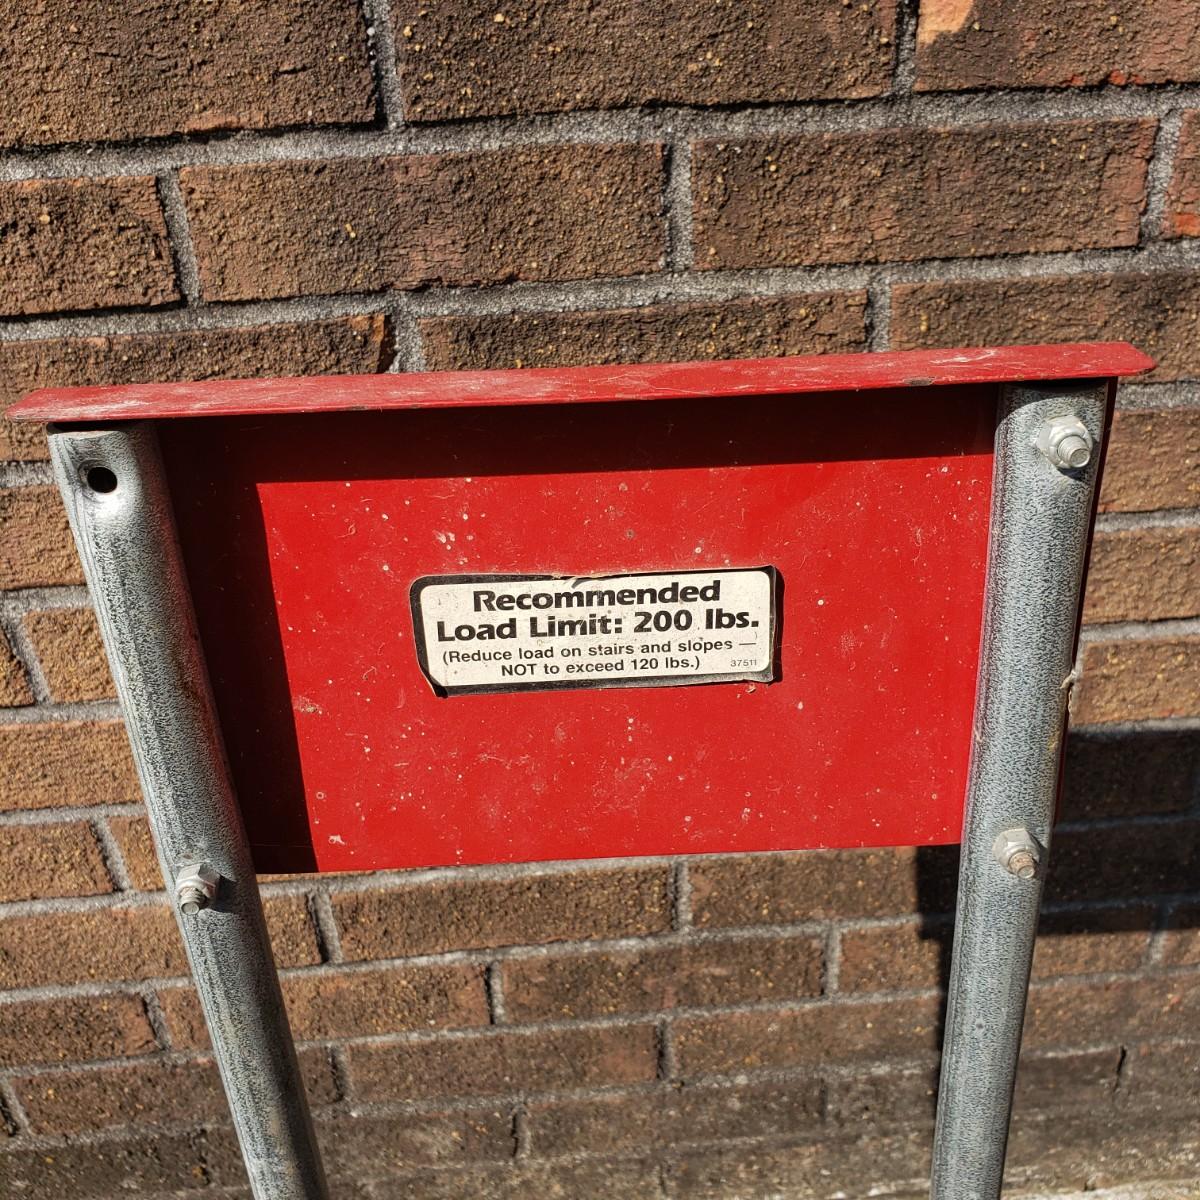 Recommended
Load Limit: 200 lbs.
(Reduce load on stairs and slopes —
NOT to exceed 120 lbs.) 37511